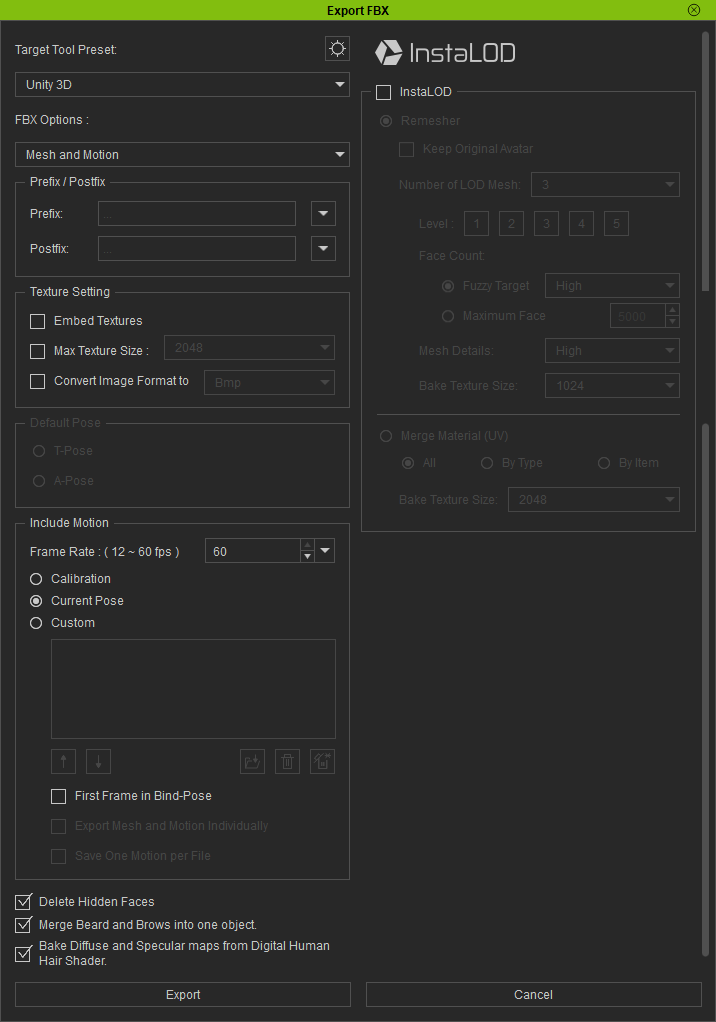 Export FBX
Target Tool Preset:
Unity 3D
FBX Options :
Mesh and Motion
Prefix / Postfix
Prefix:
...
Postfix:
...
Texture Setting
Embed Textures
Max Texture Size :
2048
Convert Image Format to
Bmp
Default Pose
T-Pose
A-Pose
Include Motion
Frame Rate : ( 12 ~ 60 fps )
60
Calibration
Current Pose
Custom
First Frame in Bind-Pose
Export Mesh and Motion Individually
Save One Motion per File
Delete Hidden Faces
Merge Beard and Brows into one object.
Bake Diffuse and Specular maps from Digital Human
Hair Shader.
Export
InstaLOD
InstaLOD
Remesher
Keep Original Avatar
Number of LOD Mesh:
3
Level :
1
2
3
4
5
Face Count:
Fuzzy Target
High
Maximum Face
5000
Mesh Details:
High
Bake Texture Size:
1024
Merge Material (UV)
All
By Type
By Item
Bake Texture Size:
2048
Cancel